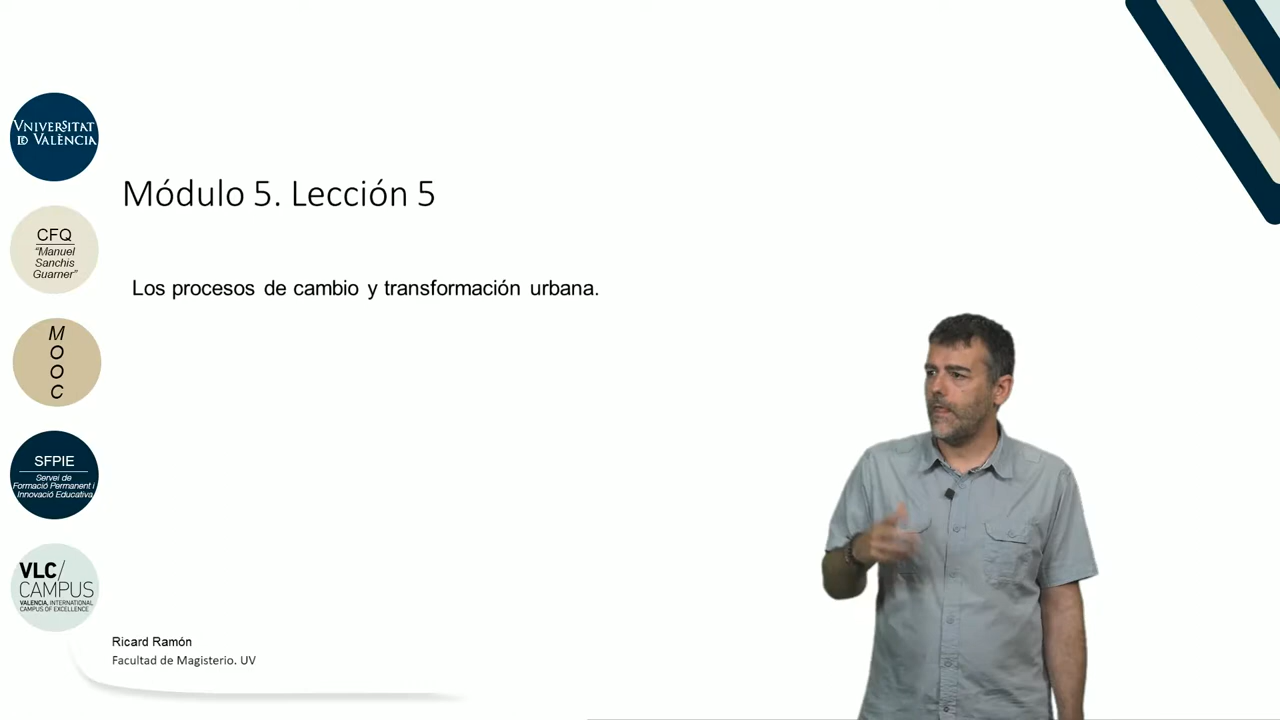 VNIVERSITAT
ID VALÈNCIA
Módulo 5. Lección 5
CFQ
“Manuel
Sanchis
Guarner”
Los procesos de cambio y transformación urbana.
M
O
O
C
SFPIE
Servei de
Formació Permanent i
Innovació Educativa
VLC/
CAMPUS
VALENCIA, INTERNATIONAL
CAMPUS OF EXCELLENCE
Ricard Ramón
Facultad de Magisterio. UV